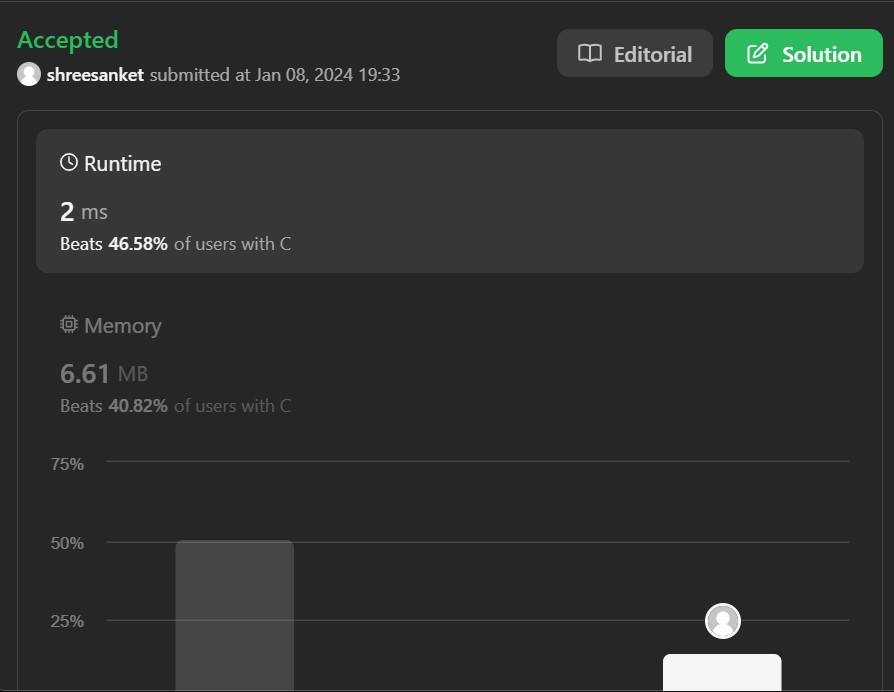 Accepted
shreesanket submitted at Jan 08, 2024 19:33
Editorial
Solution
Runtime
2 ms
Beats 46.58% of users with C
Memory
6.61 MB
Beats 40.82% of users with C
75%
50%
25%